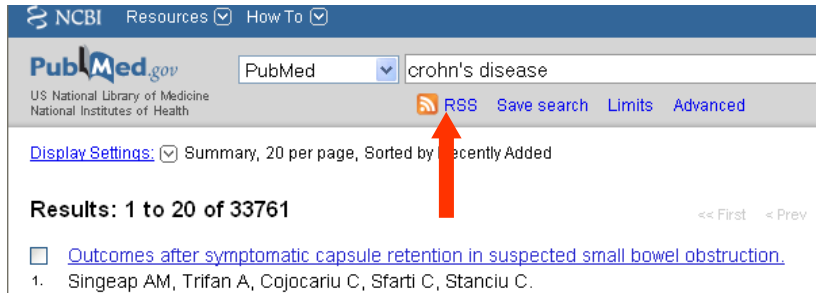 NCBI Resources How To
PubMed.gov PubMed crohn's disease
US National Library of Medicine
National Institutes of Health
RSS Save search Limits Advanced
Display Settings: Summary, 20 per page, Sorted by Recently Added
Results: 1 to 20 of 33761 << First < Prev
Outcomes after symptomatic capsule retention in suspected small bowel obstruction.
1. Singeap AM, Trifan A, Cojocariu C, Sfarti C, Stanciu C.